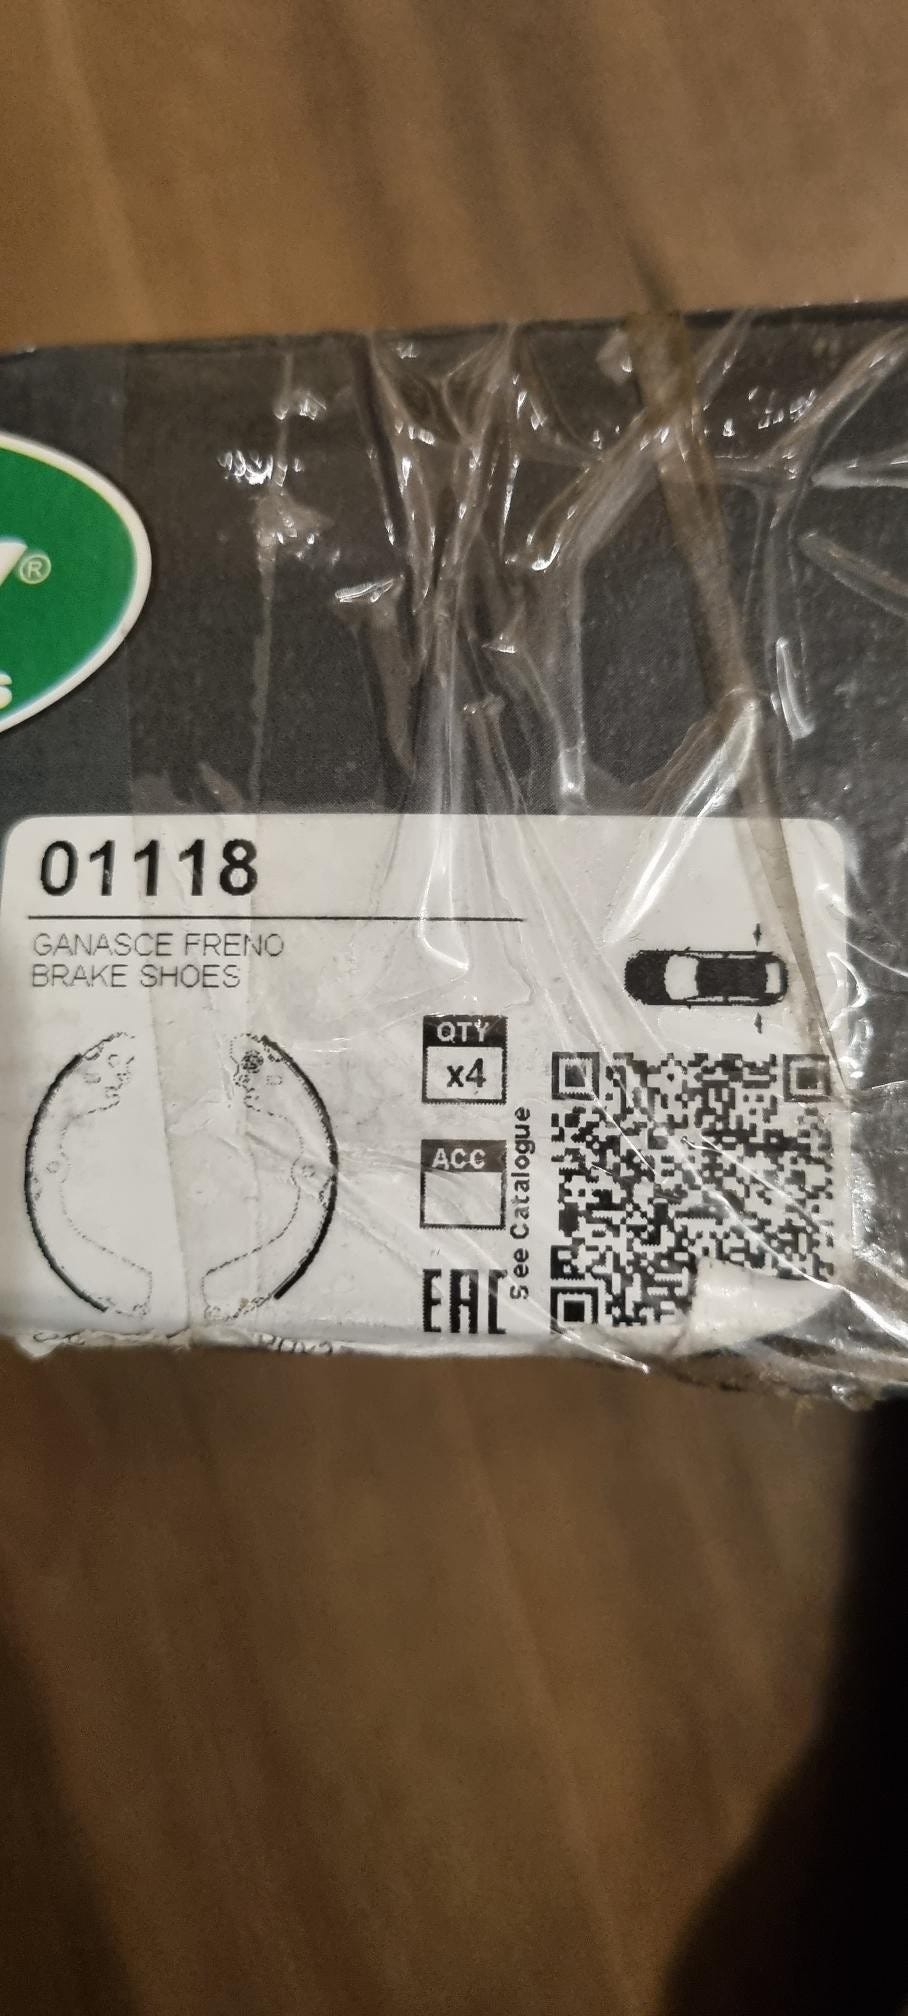 ®
01118
GANASCE FRENO
BRAKE SHOES
QTY
x4
ACC
See Catalogue
EAC